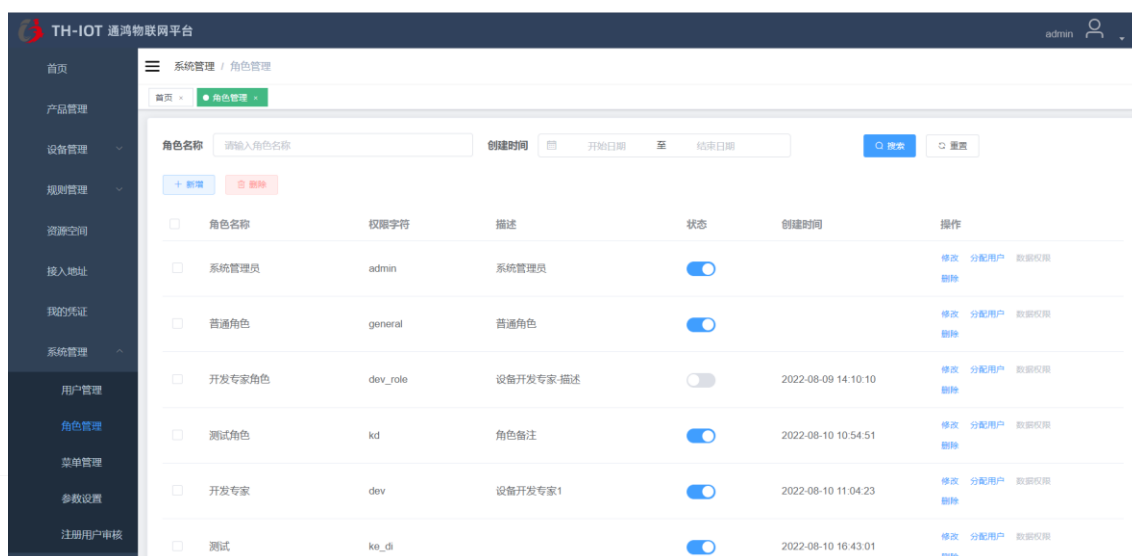 TH-IOT 通鸿物联网平台
admin
首页
系统管理 / 角色管理
首页 ×
角色管理 ×
产品管理
设备管理
规则管理
资源空间
接入地址
我的凭证
系统管理
用户管理
角色管理
菜单管理
参数设置
注册用户审核
角色名称 请输入角色名称 创建时间 开始日期 至 结束日期 搜索 重置
+ 新增 删除
角色名称 权限字符 描述 状态 创建时间 操作
系统管理员 admin 系统管理员 修改 分配用户 数据权限
删除
普通角色 general 普通角色 修改 分配用户 数据权限
删除
开发专家角色 dev_role 设备开发专家-描述 2022-08-09 14:10:10 修改 分配用户 数据权限
删除
测试角色 kd 角色备注 2022-08-10 10:54:51 修改 分配用户 数据权限
删除
开发专家 dev 设备开发专家1 2022-08-10 11:04:23 修改 分配用户 数据权限
删除
测试 ke_di 2022-08-10 16:43:01 修改 分配用户 数据权限